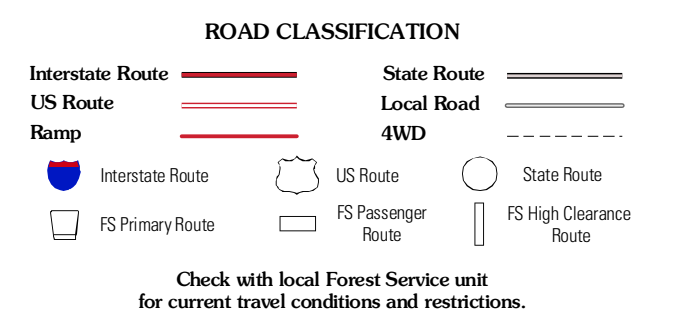 ROAD CLASSIFICATION
Interstate Route
State Route
US Route
Local Road
Ramp
4WD
Interstate Route
US Route
State Route
FS Primary Route
FS Passenger
Route
FS High Clearance
Route
Check with local Forest Service unit
for current travel conditions and restrictions.